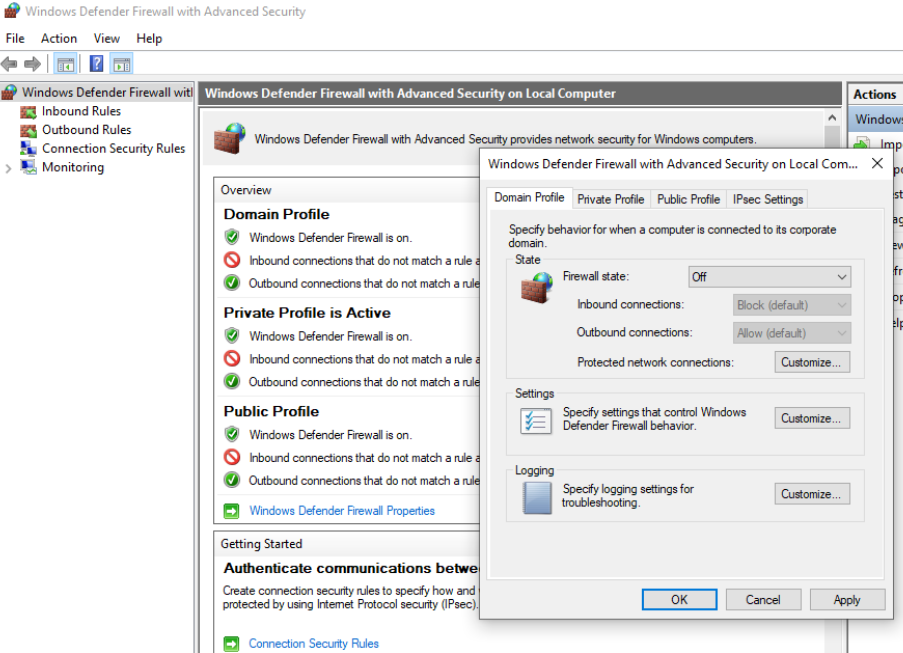 Windows Defender Firewall with Advanced Security
File Action View Help
Windows Defender Firewall with
Inbound Rules
Outbound Rules
Connection Security Rules
Monitoring
Windows Defender Firewall with Advanced Security on Local Computer
Windows Defender Firewall with Advanced Security provides network security for Windows computers.
Overview
Domain Profile
Windows Defender Firewall is on.
Inbound connections that do not match a rule a
Outbound connections that do not match a rule
Private Profile is Active
Windows Defender Firewall is on.
Inbound connections that do not match a rule a
Outbound connections that do not match a rule
Public Profile
Windows Defender Firewall is on.
Inbound connections that do not match a rule a
Outbound connections that do not match a rule
Windows Defender Firewall Properties
Getting Started
Authenticate communications betwe
Create connection security rules to specify how and
protected by using Internet Protocol security (IPsec).
Connection Security Rules
Actions
Windows
Imp
Windows Defender Firewall with Advanced Security on Local Com...
Domain Profile Private Profile Public Profile IPsec Settings
Specify behavior for when a computer is connected to its corporate
domain.
State
Firewall state: Off
Inbound connections: Block (default)
Outbound connections: Allow (default)
Protected network connections: Customize...
Settings
Specify settings that control Windows
Defender Firewall behavior.
Customize...
Logging
Specify logging settings for
troubleshooting.
Customize...
OK Cancel Apply